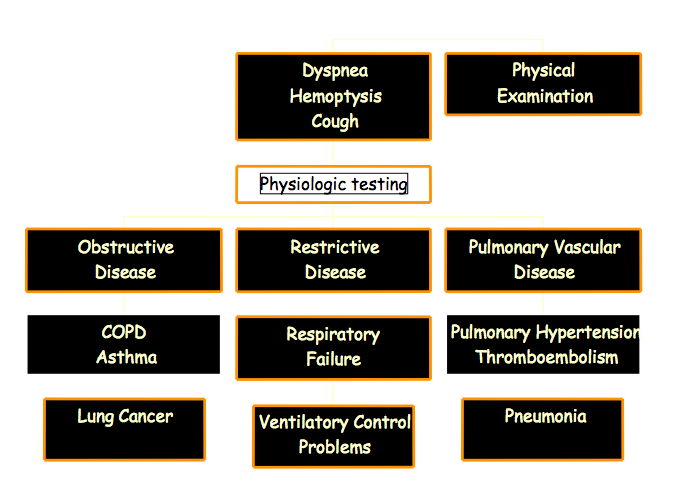 Dyspnea
Hemoptysis
Cough
Physical
Examination
Physiologic testing
Obstructive
Disease
Restrictive
Disease
Pulmonary Vascular
Disease
COPD
Asthma
Respiratory
Failure
Pulmonary Hypertension
Thromboembolism
Lung Cancer
Ventilatory Control
Problems
Pneumonia